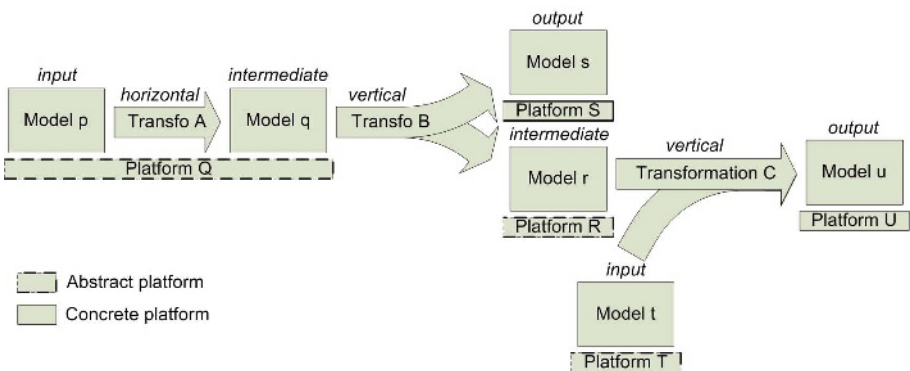 input
Model p
horizontal
Transfo A
intermediate
Model q
Platform Q
vertical
Transfo B
output
Model s
Platform S
intermediate
Model r
Platform R
vertical
Transformation C
output
Model u
Platform U
input
Model t
Platform T
Abstract platform
Concrete platform